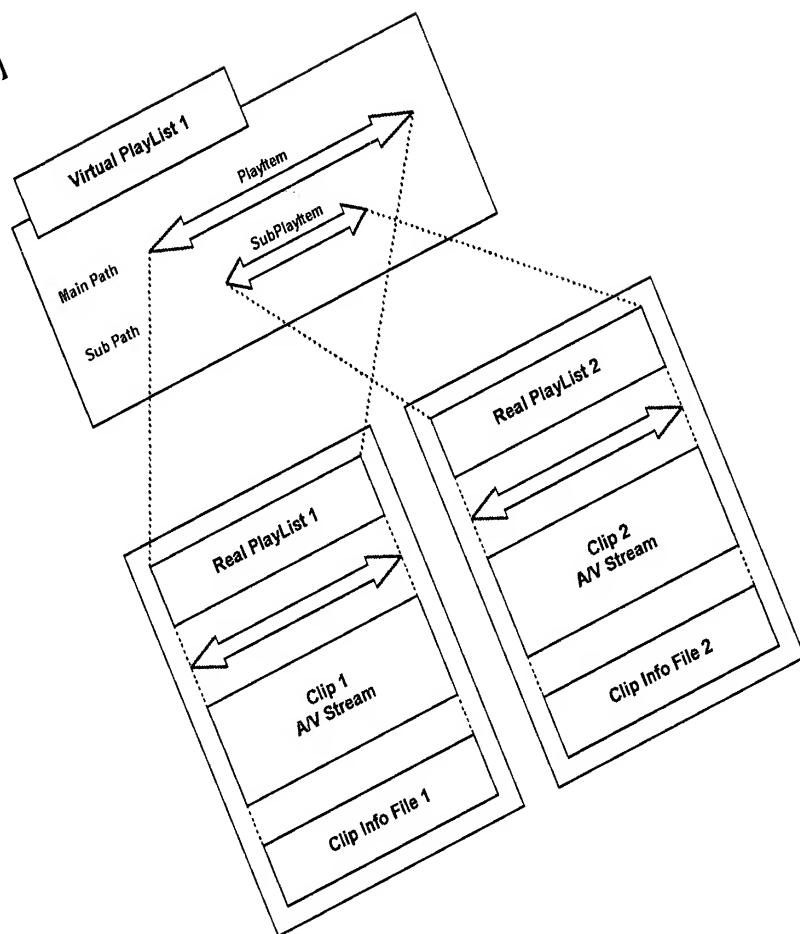 Virtual PlayList 1
PlayItem
SubPlayItem
Main Path
Sub Path
Real PlayList 1
Clip 1
A/V Stream
Clip Info File 1
Real PlayList 2
Clip 2
A/V Stream
Clip Info File 2